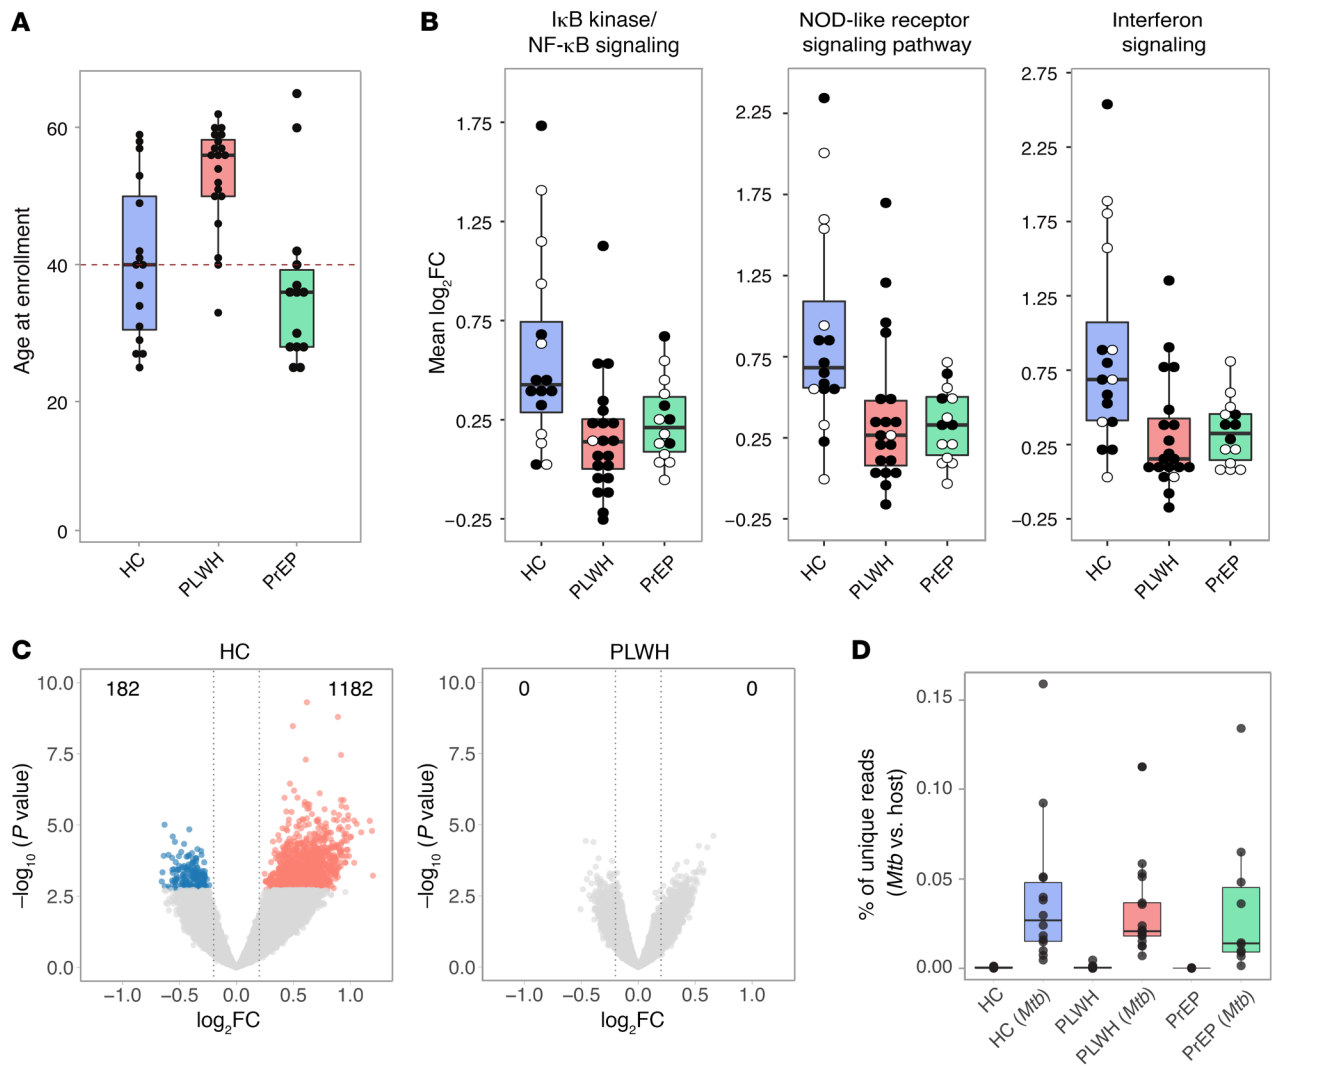 A
Age at enrollment
60
40
20
0
HC
PLWH
PrEP
B
Mean log2FC
IκB kinase/
NF-κB signaling
1.75
1.25
0.75
0.25
−0.25
HC
PLWH
PrEP
NOD-like receptor
signaling pathway
2.25
1.75
1.25
0.75
0.25
−0.25
HC
PLWH
PrEP
Interferon
signaling
2.75
2.25
1.75
1.25
0.75
0.25
−0.25
HC
PLWH
PrEP
C
HC
182
1182
−log10 (P value)
10.0
7.5
5.0
2.5
0.0
−1.0
−0.5
0.0
0.5
1.0
log2FC
PLWH
0
0
−log10 (P value)
10.0
7.5
5.0
2.5
0.0
−1.0
−0.5
0.0
0.5
1.0
log2FC
D
% of unique reads
(Mtb vs. host)
0.15
0.10
0.05
0.00
HC
HC (Mtb)
PLWH
PLWH (Mtb)
PrEP
PrEP (Mtb)